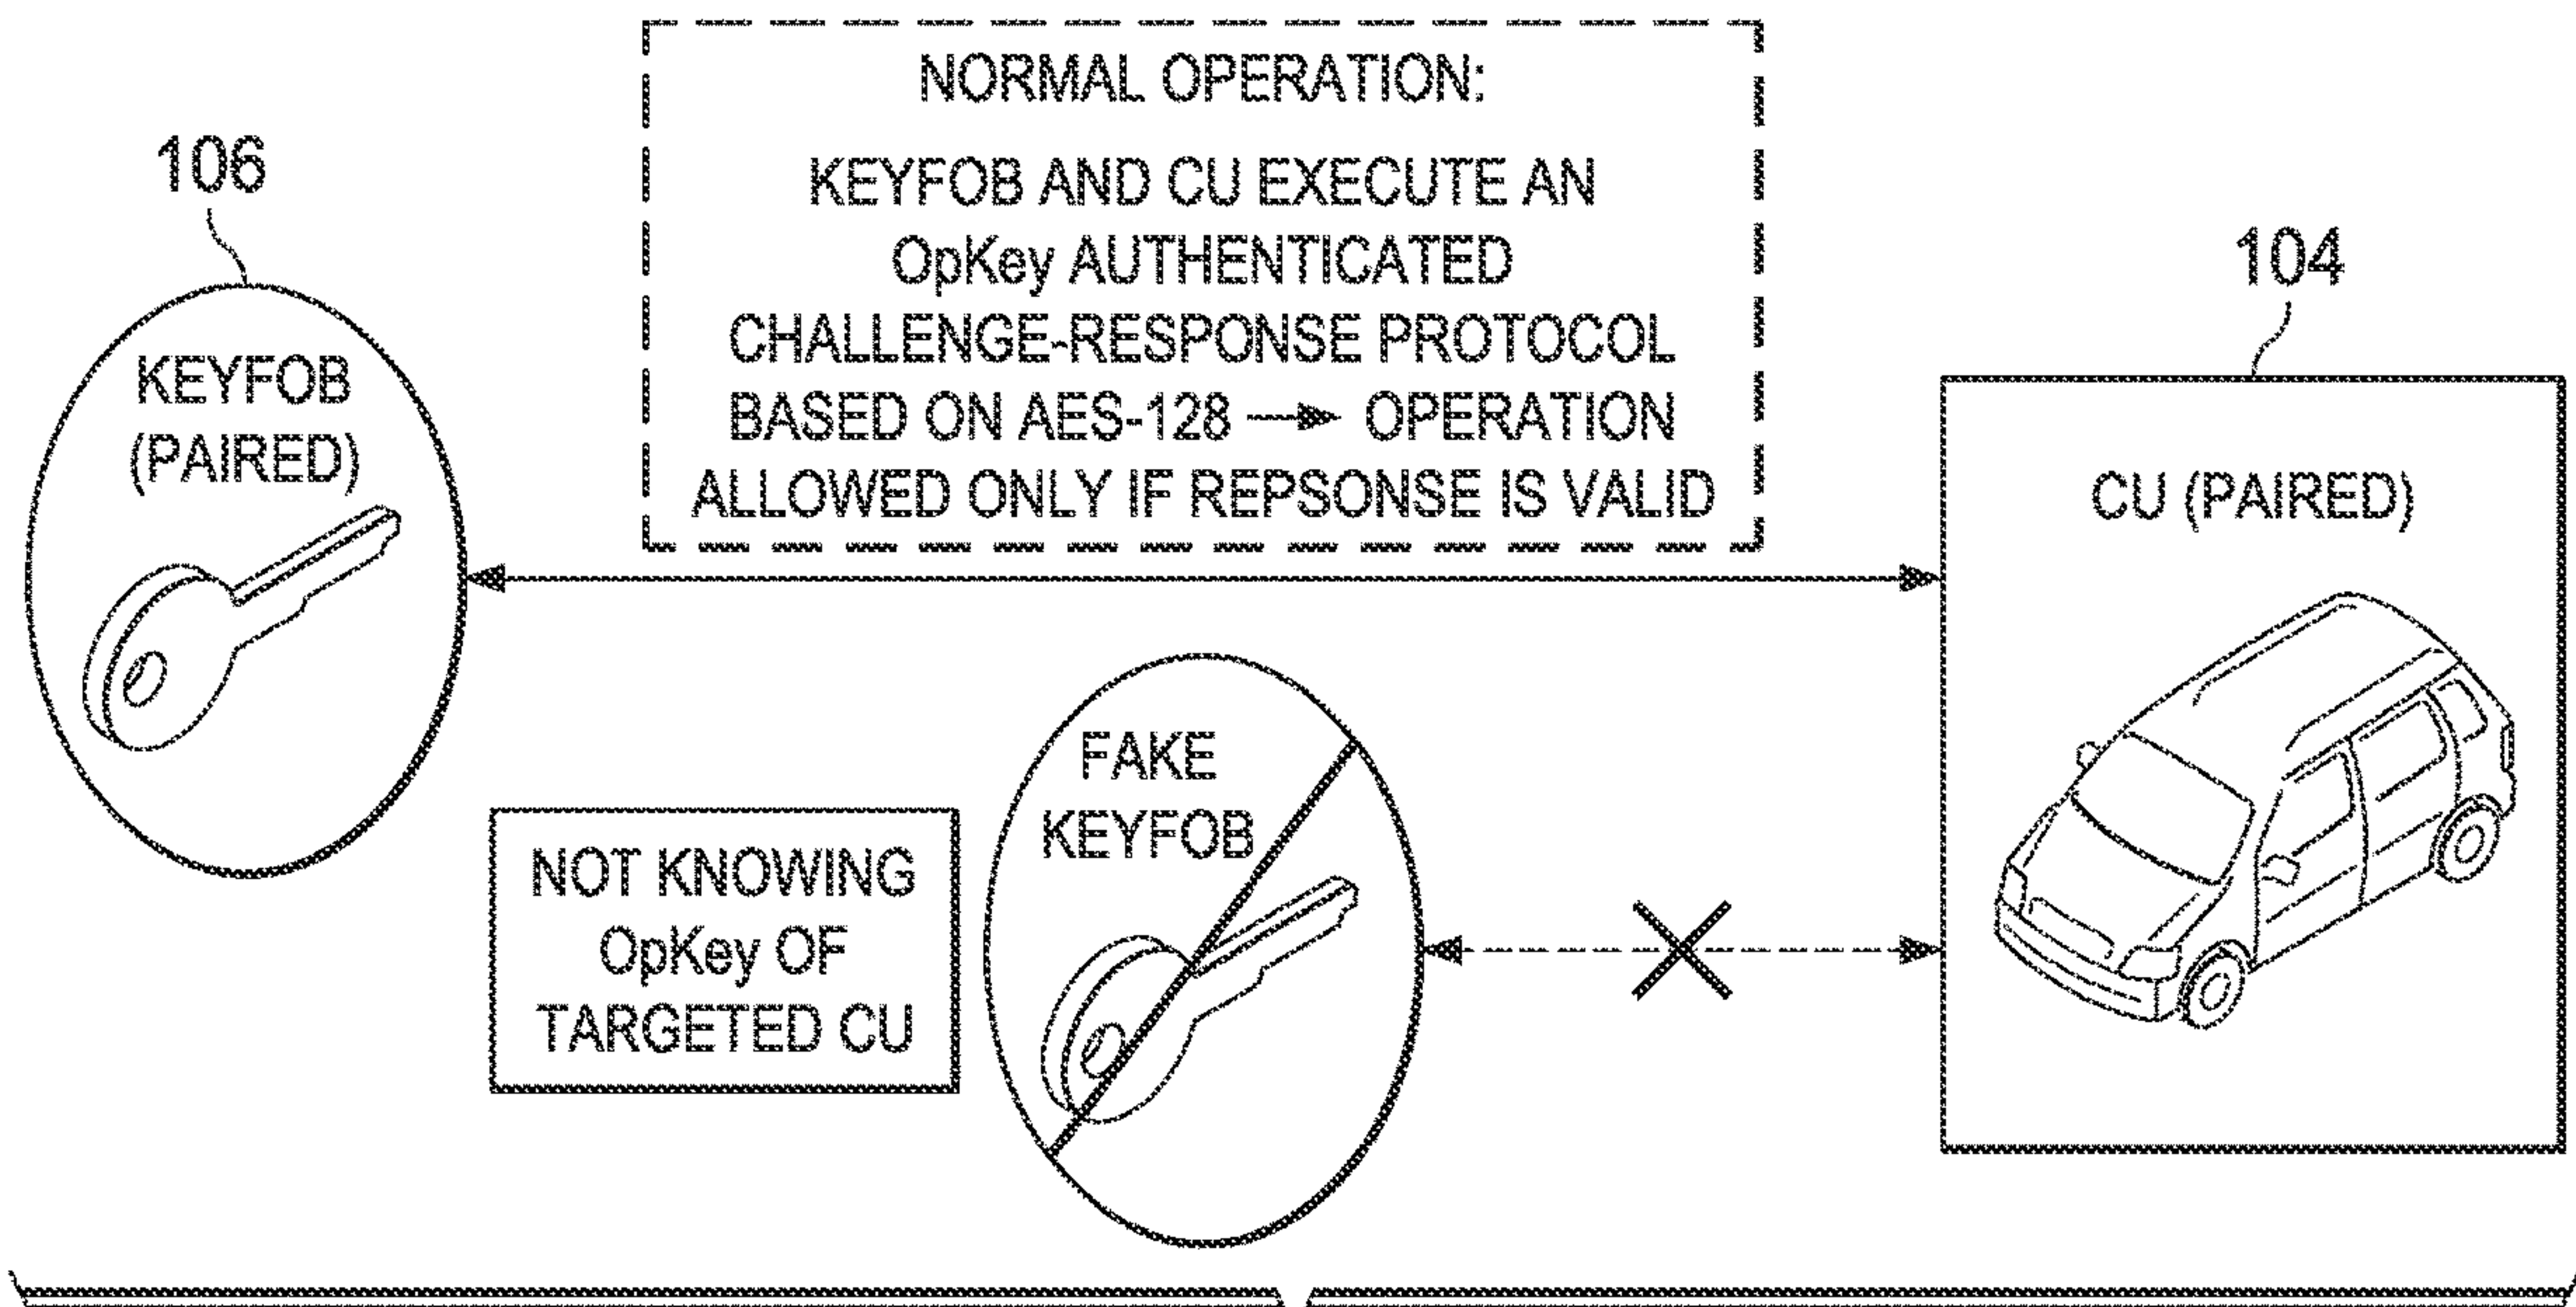 NORMAL OPERATION:
KEYFOB AND CU EXECUTE AN
OpKey AUTHENTICATED
CHALLENGE-RESPONSE PROTOCOL
BASED ON AES-128 → OPERATION
ALLOWED ONLY IF REPSONSE IS VALID
106
KEYFOB
(PAIRED)
104
CU (PAIRED)
FAKE
KEYFOB
NOT KNOWING
OpKey OF
TARGETED CU